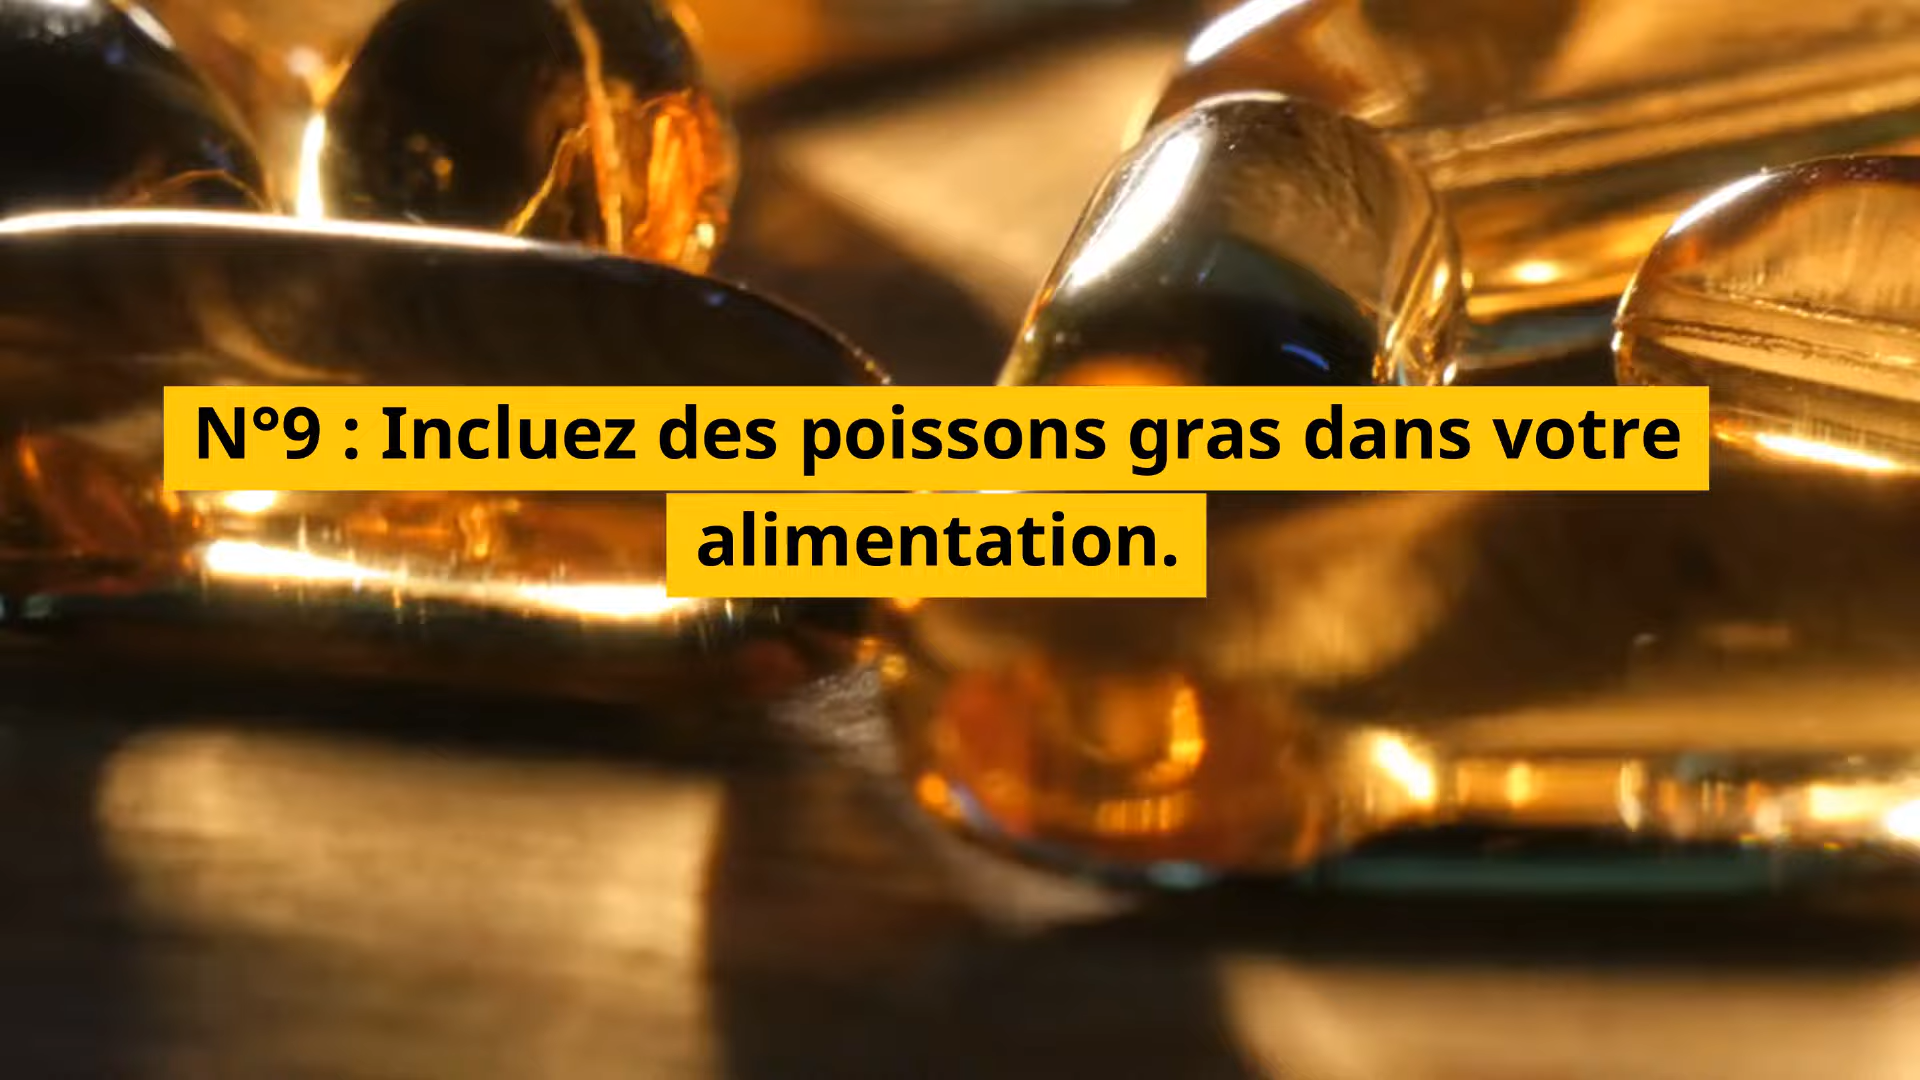 N°9 : Incluez des poissons gras dans votre
alimentation.